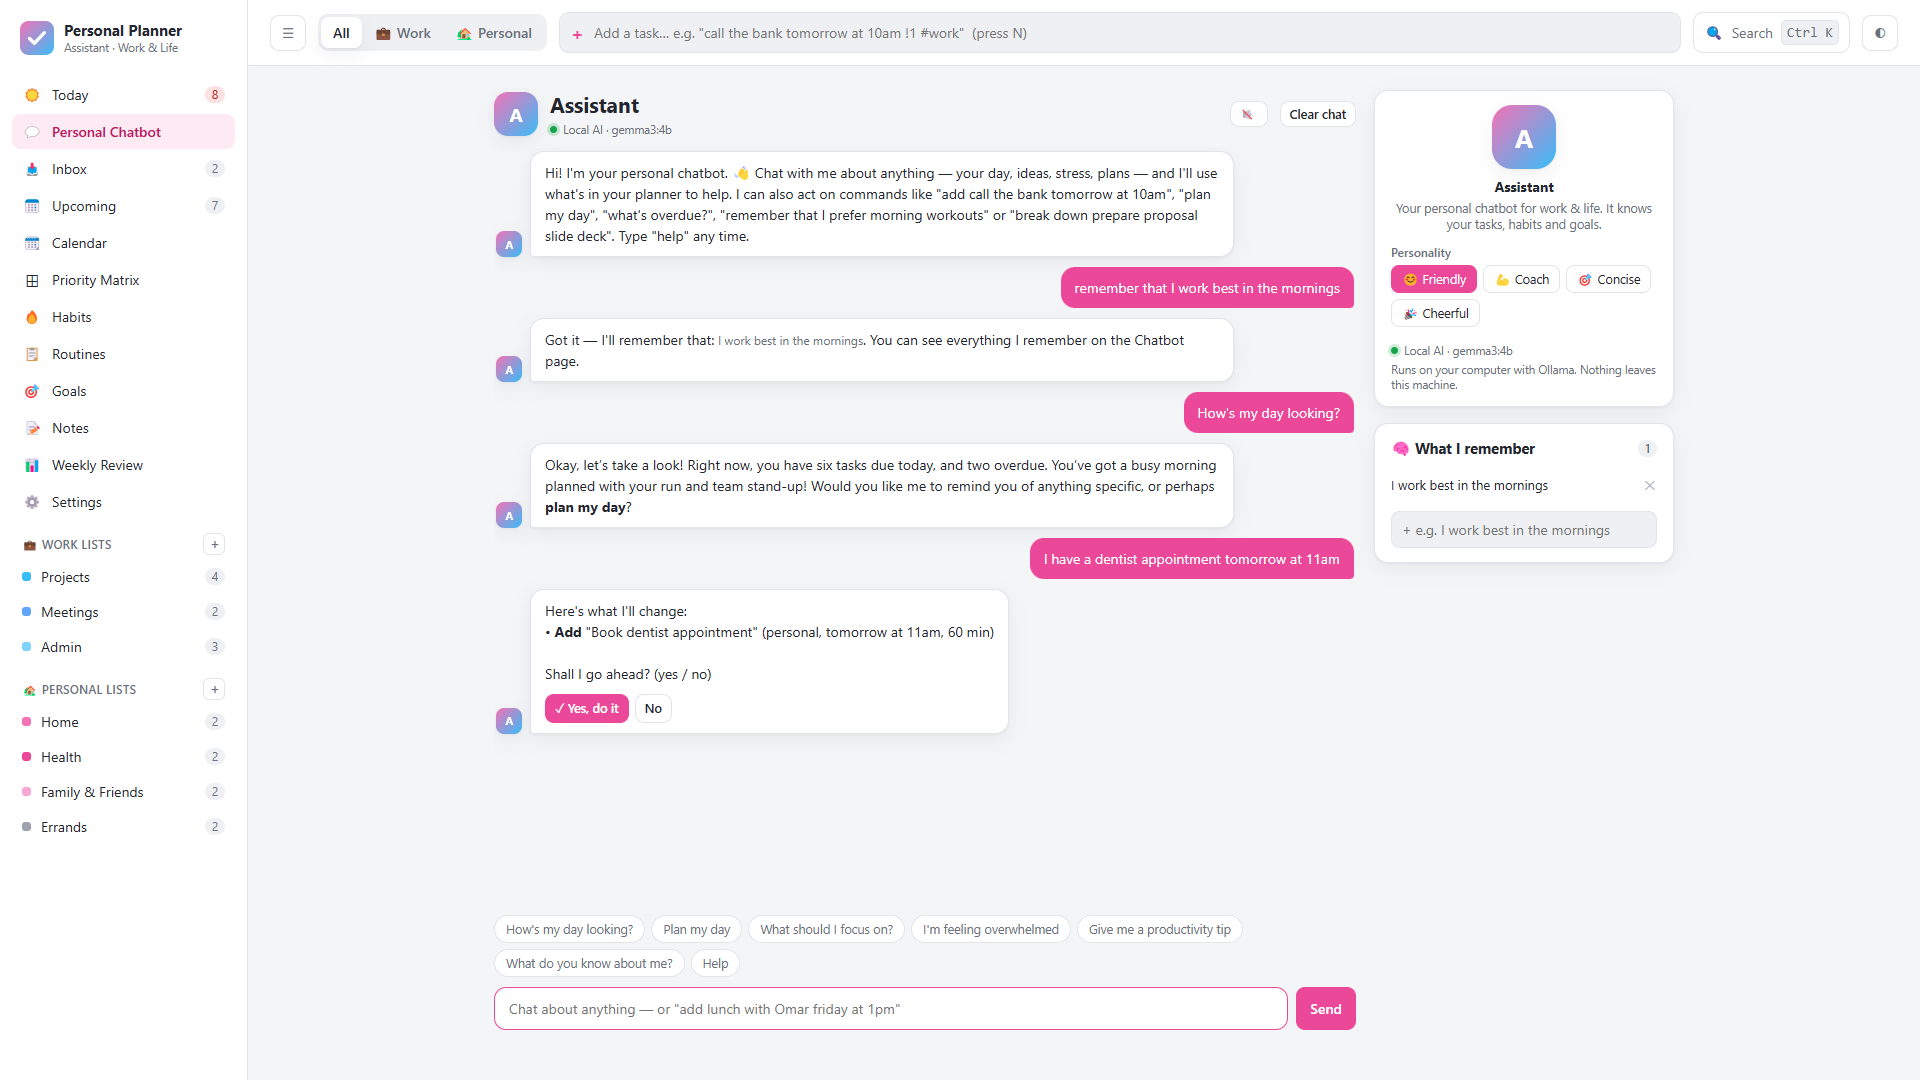 Personal Planner
Assistant · Work & Life
Today 8
Personal Chatbot
Inbox 2
Upcoming 7
Calendar
Priority Matrix
Habits
Routines
Goals
Notes
Weekly Review
Settings
WORK LISTS +
Projects 4
Meetings 2
Admin 3
PERSONAL LISTS +
Home 2
Health 2
Family & Friends 2
Errands 2
All Work Personal
+ Add a task... e.g. "call the bank tomorrow at 10am !1 #work" (press N)
Search Ctrl K
A
Assistant
Local AI · gemma3:4b
Clear chat
Hi! I'm your personal chatbot. 👋 Chat with me about anything — your day, ideas, stress, plans — and I'll use
what's in your planner to help. I can also act on commands like "add call the bank tomorrow at 10am", "plan
my day", "what's overdue?", "remember that I prefer morning workouts" or "break down prepare proposal
slide deck". Type "help" any time.
A
remember that I work best in the mornings
Got it — I'll remember that: I work best in the mornings. You can see everything I remember on the Chatbot
page.
A
How's my day looking?
Okay, let's take a look! Right now, you have six tasks due today, and two overdue. You've got a busy morning
planned with your run and team stand-up! Would you like me to remind you of anything specific, or perhaps
plan my day?
A
I have a dentist appointment tomorrow at 11am
Here's what I'll change:
• Add "Book dentist appointment" (personal, tomorrow at 11am, 60 min)
Shall I go ahead? (yes / no)
✓ Yes, do it No
A
How's my day looking? Plan my day What should I focus on? I'm feeling overwhelmed Give me a productivity tip
What do you know about me? Help
Chat about anything — or "add lunch with Omar friday at 1pm"
Send
A
Assistant
Your personal chatbot for work & life. It knows
your tasks, habits and goals.
Personality
Friendly Coach Concise
Cheerful
Local AI · gemma3:4b
Runs on your computer with Ollama. Nothing leaves
this machine.
What I remember 1
I work best in the mornings
+ e.g. I work best in the mornings